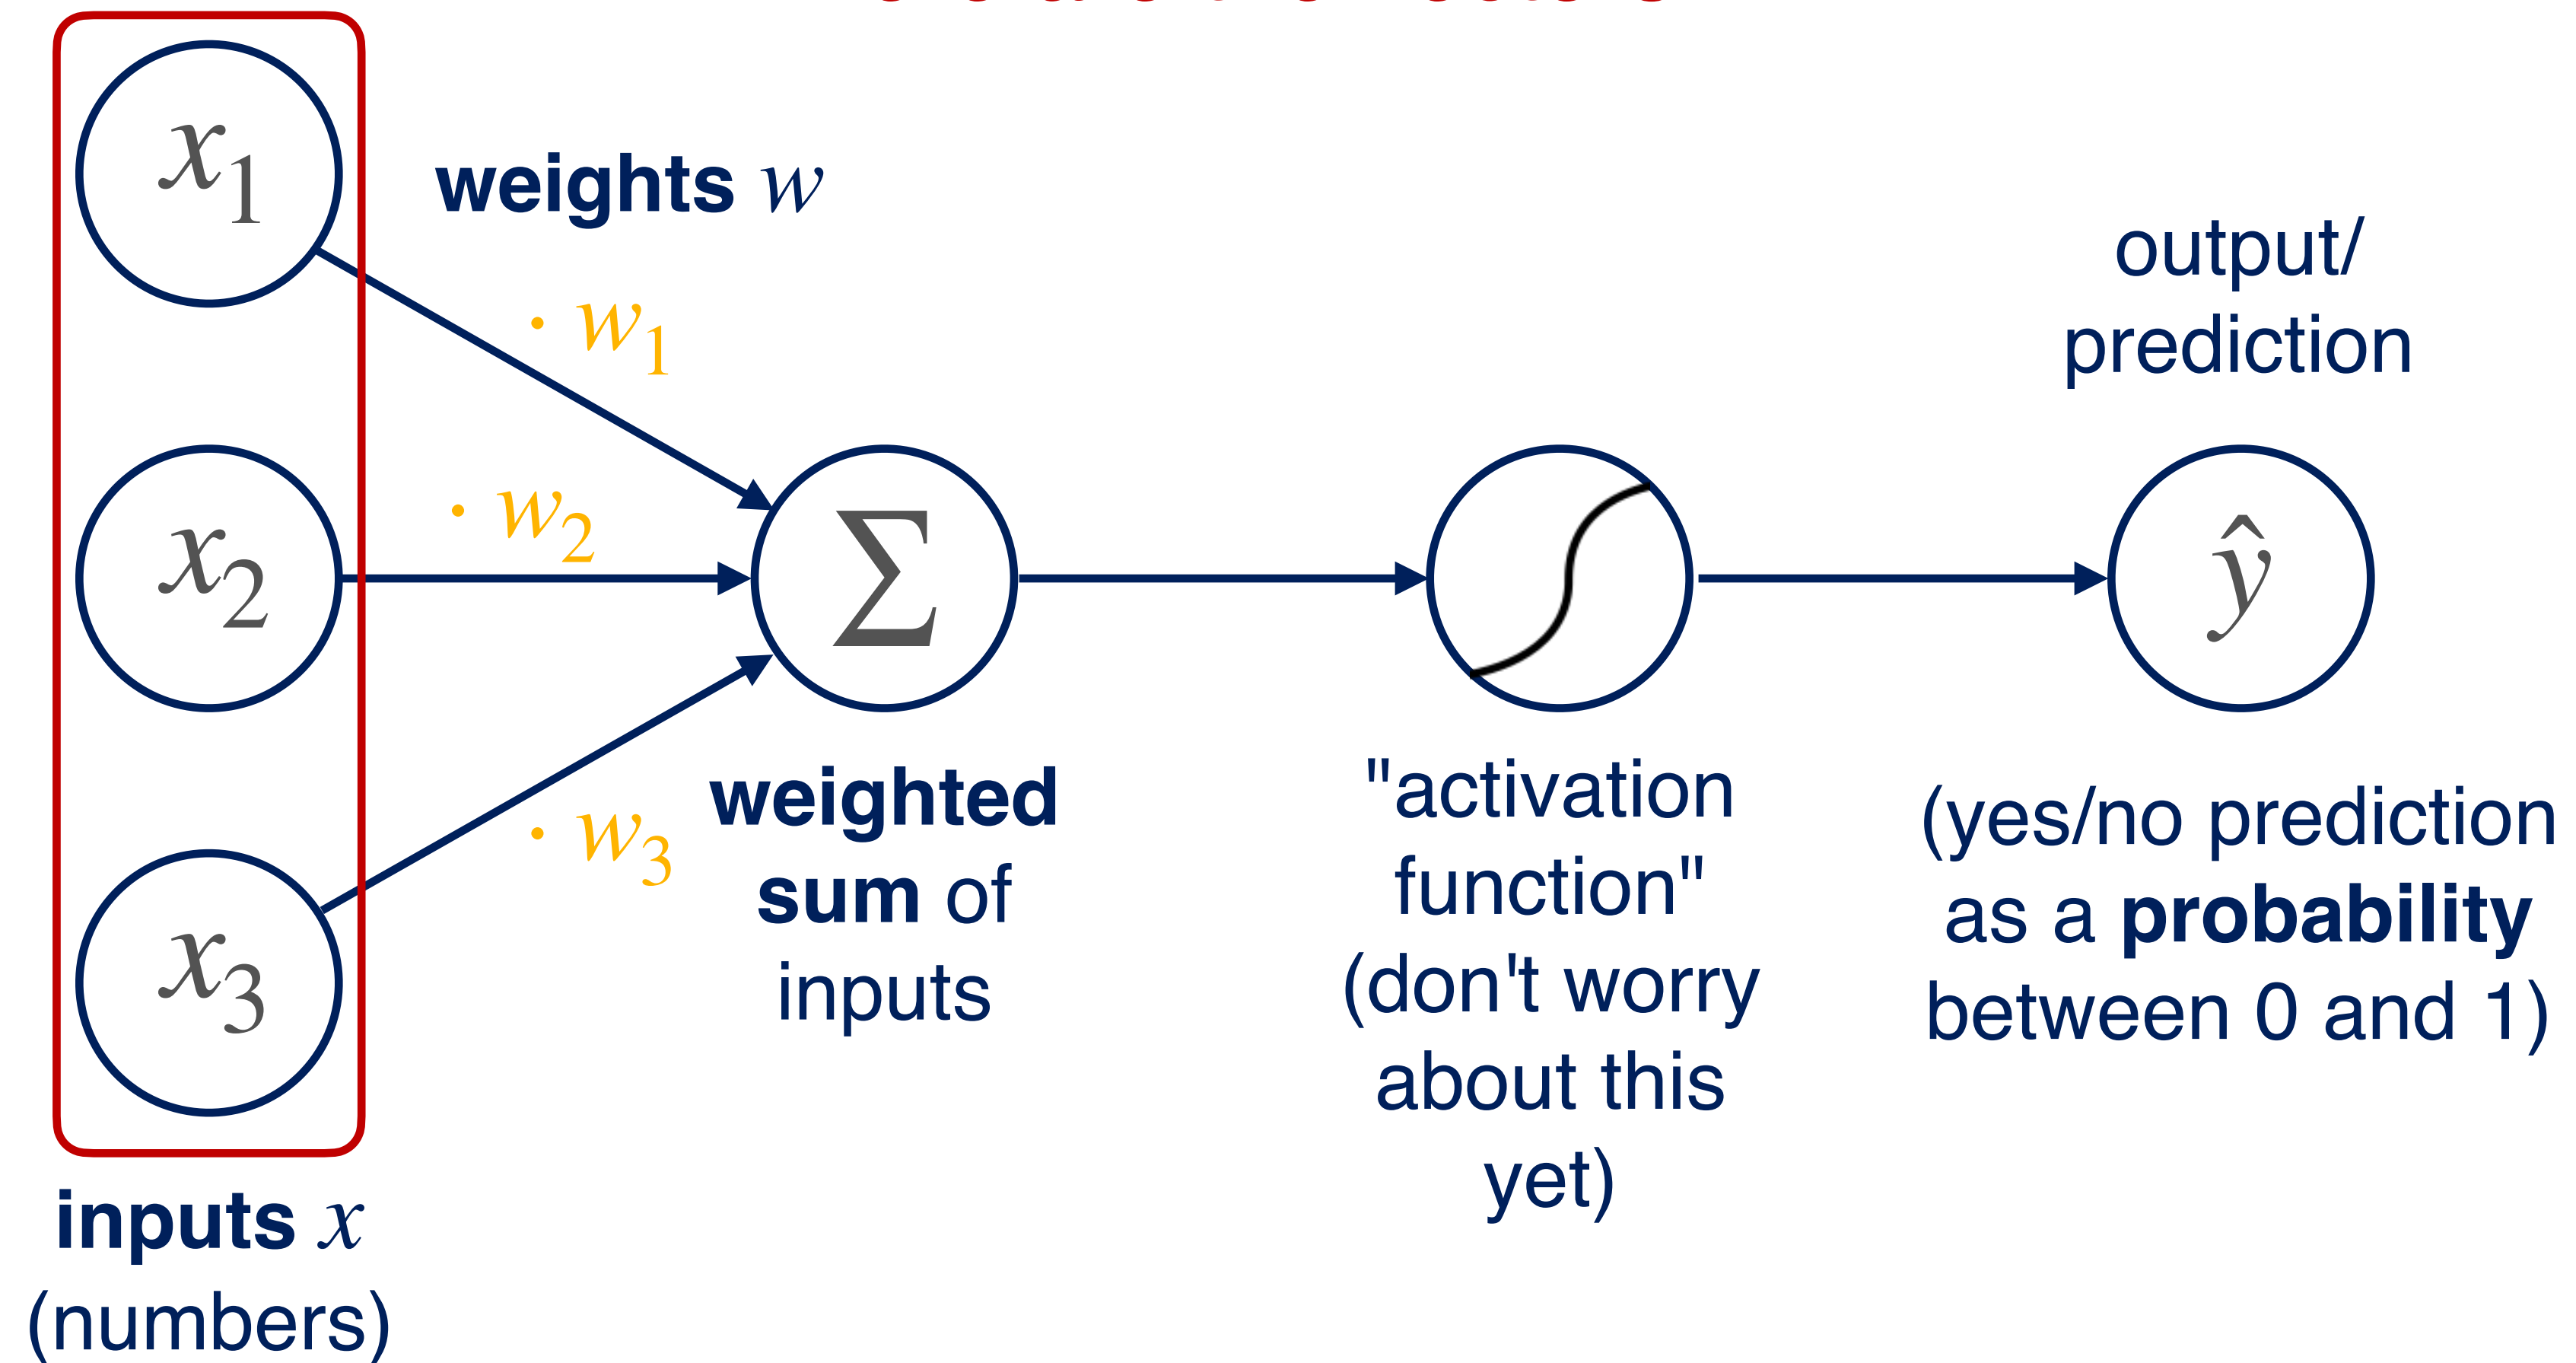 x₁
weights w
· w₁
output/
prediction
x₂
· w₂
Σ
ŷ
x₃
· w₃
weighted
sum of
inputs
"activation
function"
(don't worry
about this
yet)
(yes/no prediction
as a probability
between 0 and 1)
inputs x
(numbers)